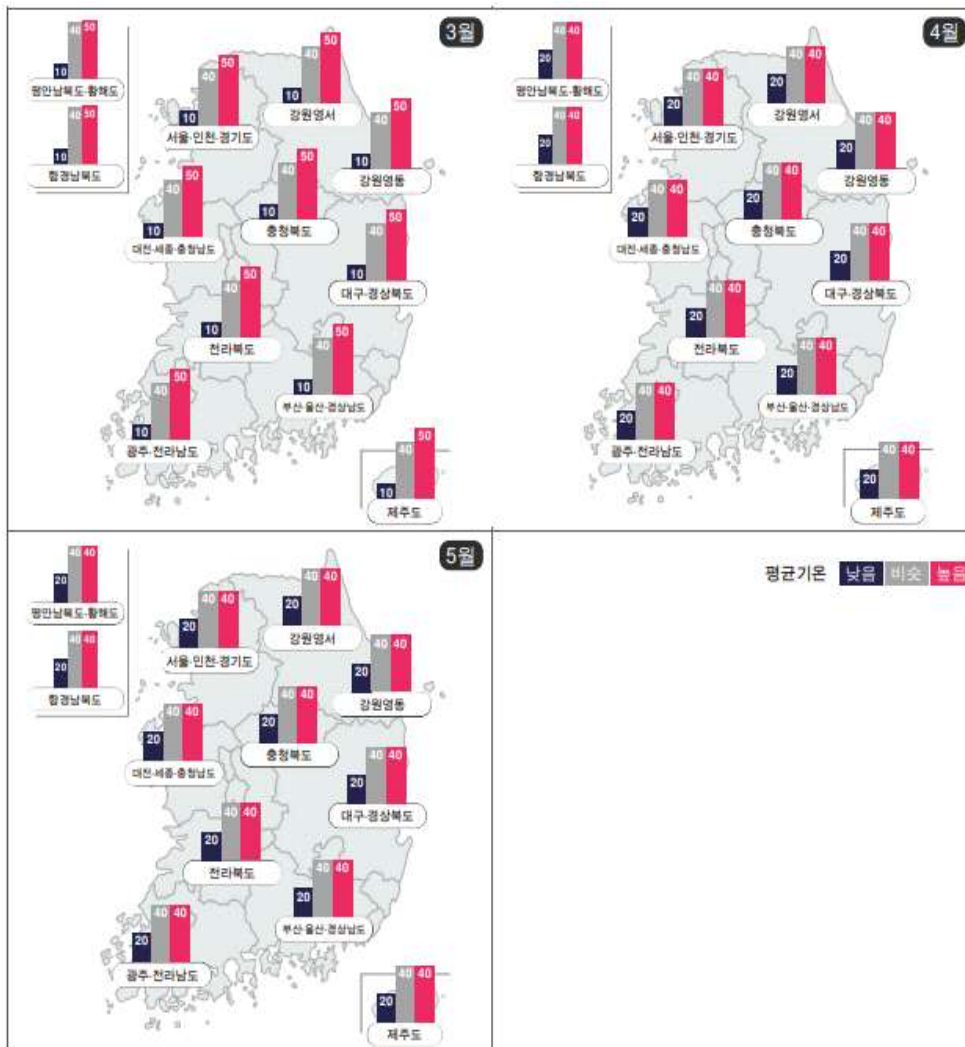 3월
40 50
10
평안남북도·황해도
40 50
10
함경남북도
40 50
10
서울·인천·경기도
40 50
10
강원영서
40 50
10
강원영동
40 50
10
대전·세종·충청남도
40 50
10
충청북도
40 50
10
대구·경상북도
40 50
10
전라북도
40 50
10
부산·울산·경상남도
40 50
10
광주·전라남도
40 50
10
제주도
4월
40 40
20
평안남북도·황해도
40 40
20
함경남북도
40 40
20
서울·인천·경기도
40 40
20
강원영서
40 40
20
강원영동
40 40
20
대전·세종·충청남도
40 40
20
충청북도
40 40
20
대구·경상북도
40 40
20
전라북도
40 40
20
부산·울산·경상남도
40 40
20
광주·전라남도
40 40
20
제주도
5월
40 40
20
평안남북도·황해도
40 40
20
함경남북도
40 40
20
서울·인천·경기도
40 40
20
강원영서
40 40
20
강원영동
40 40
20
대전·세종·충청남도
40 40
20
충청북도
40 40
20
대구·경상북도
40 40
20
전라북도
40 40
20
부산·울산·경상남도
40 40
20
광주·전라남도
40 40
20
제주도
평균기온 낮음 비슷 높음